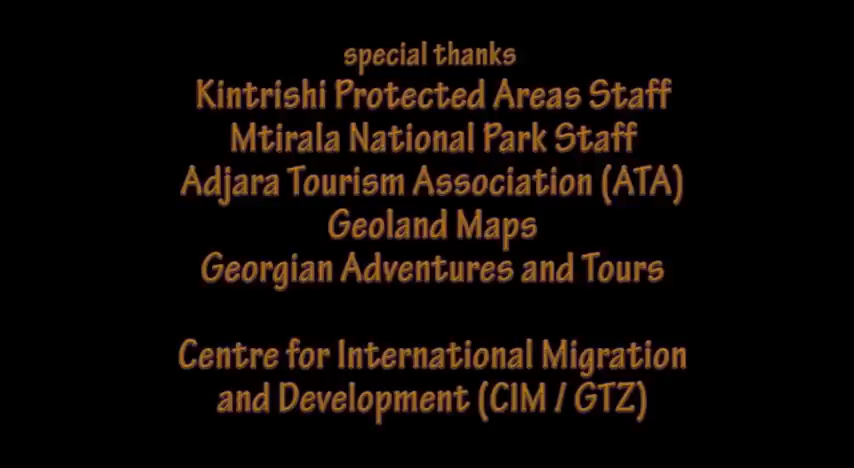 special thanks
Kintrishi Protected Areas Staff
Mtirala National Park Staff
Adjara Tourism Association (ATA)
Geoland Maps
Georgian Adventures and Tours
Centre for International Migration
and Development (CIM / GTZ)